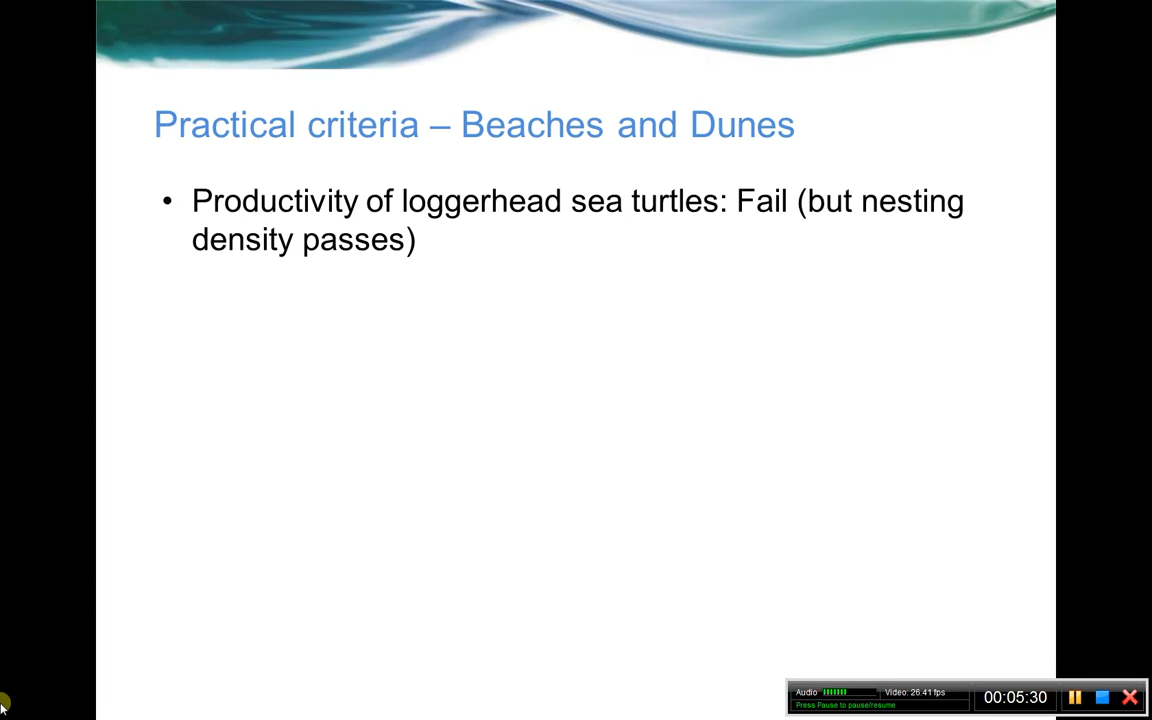 Practical criteria – Beaches and Dunes
• Productivity of loggerhead sea turtles: Fail (but nesting
density passes)
Audio
Video: 26.41 fps
00:05:30
Press Pause to pause/resume